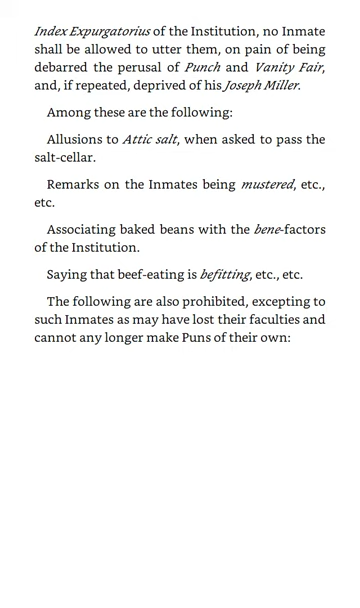 Index Expurgatorius of the Institution, no Inmate
shall be allowed to utter them, on pain of being
debarred the perusal of Punch and Vanity Fair,
and, if repeated, deprived of his Joseph Miller.
Among these are the following:
Allusions to Attic salt, when asked to pass the
salt-cellar.
Remarks on the Inmates being mustered, etc.,
etc.
Associating baked beans with the bene-factors
of the Institution.
Saying that beef-eating is befitting, etc., etc.
The following are also prohibited, excepting to
such Inmates as may have lost their faculties and
cannot any longer make Puns of their own: